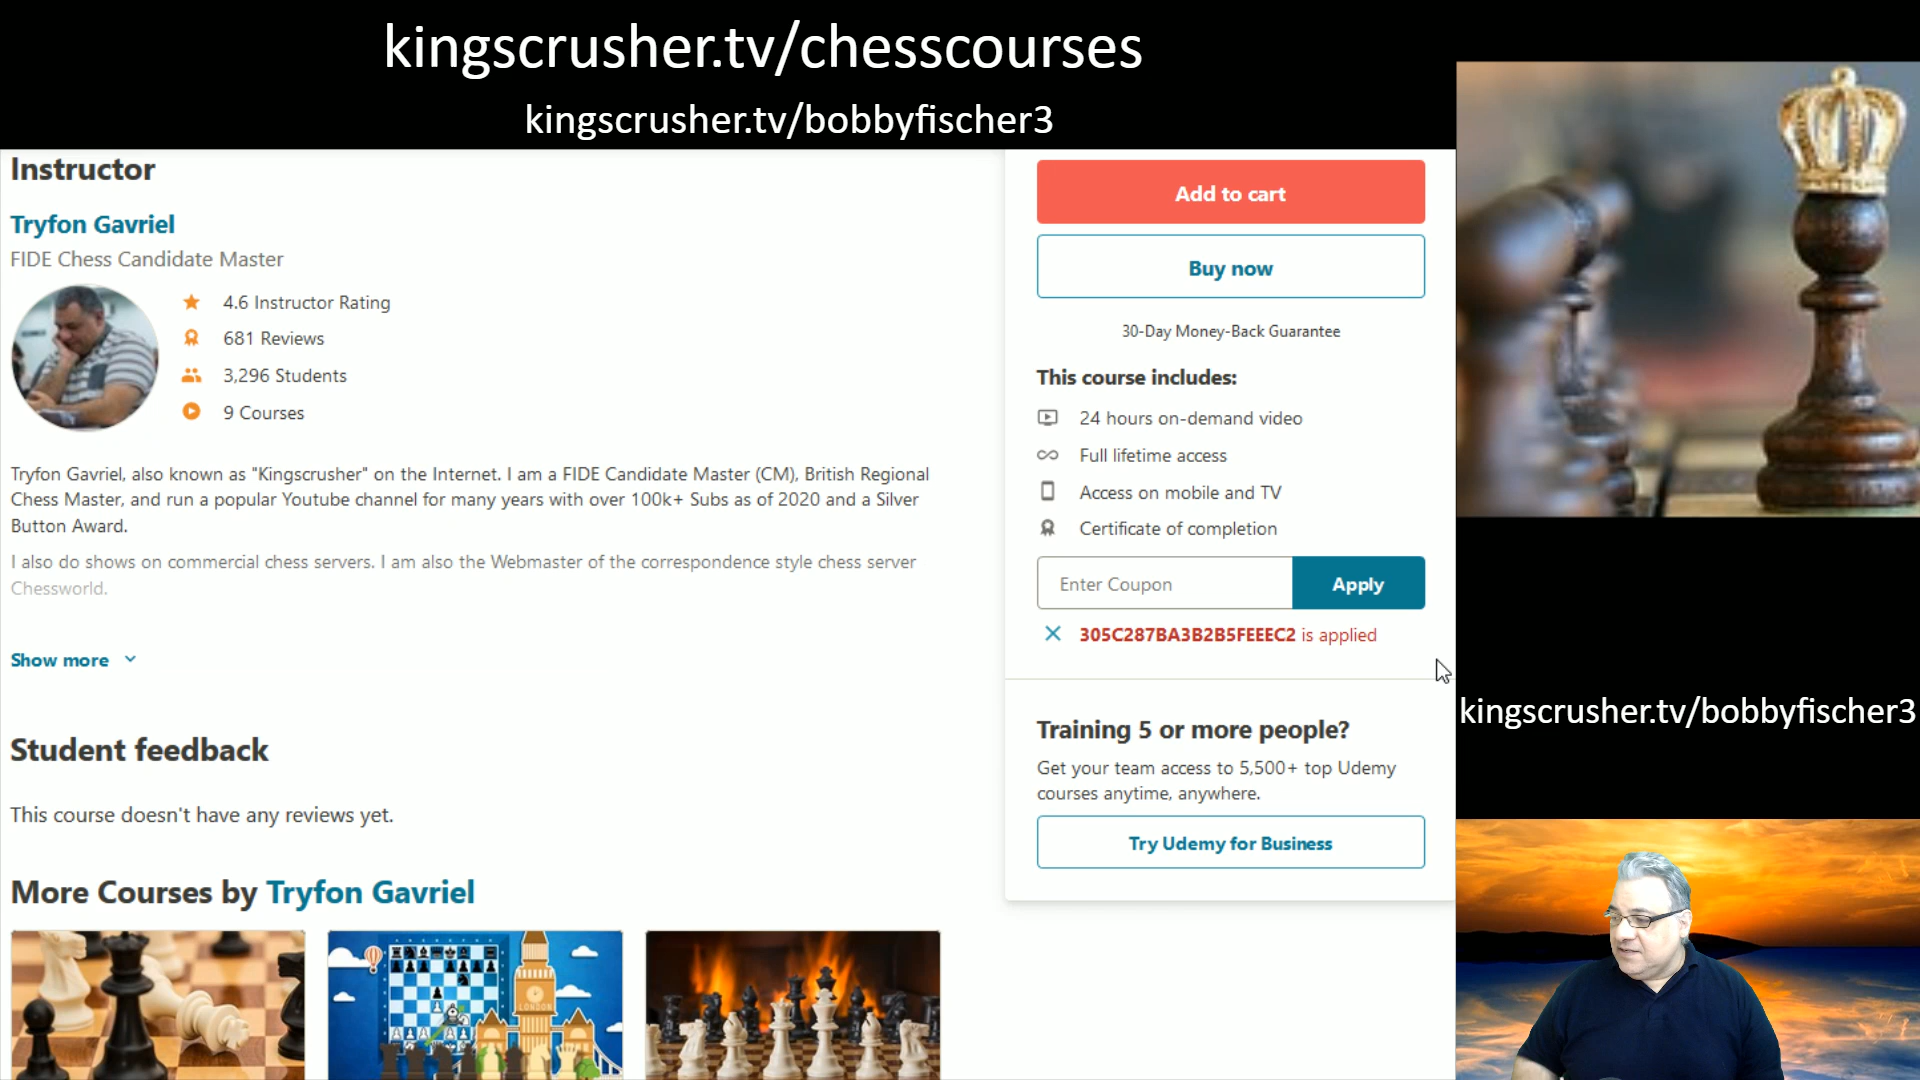 kingscrusher.tv/chesscourses
kingscrusher.tv/bobbyfischer3
Instructor
Tryfon Gavriel
FIDE Chess Candidate Master
4.6 Instructor Rating
681 Reviews
3,296 Students
9 Courses
Tryfon Gavriel, also known as "Kingscrusher" on the Internet. I am a FIDE Candidate Master (CM), British Regional
Chess Master, and run a popular Youtube channel for many years with over 100k+ Subs as of 2020 and a Silver
Button Award.
I also do shows on commercial chess servers. I am also the Webmaster of the correspondence style chess server
Chessworld.
Show more
Student feedback
This course doesn't have any reviews yet.
More Courses by Tryfon Gavriel
LONDON
Add to cart
Buy now
30-Day Money-Back Guarantee
This course includes:
24 hours on-demand video
Full lifetime access
Access on mobile and TV
Certificate of completion
Enter Coupon
Apply
305C287BA3B2B5FEEEC2 is applied
Training 5 or more people?
Get your team access to 5,500+ top Udemy
courses anytime, anywhere.
Try Udemy for Business
kingscrusher.tv/bobbyfischer3